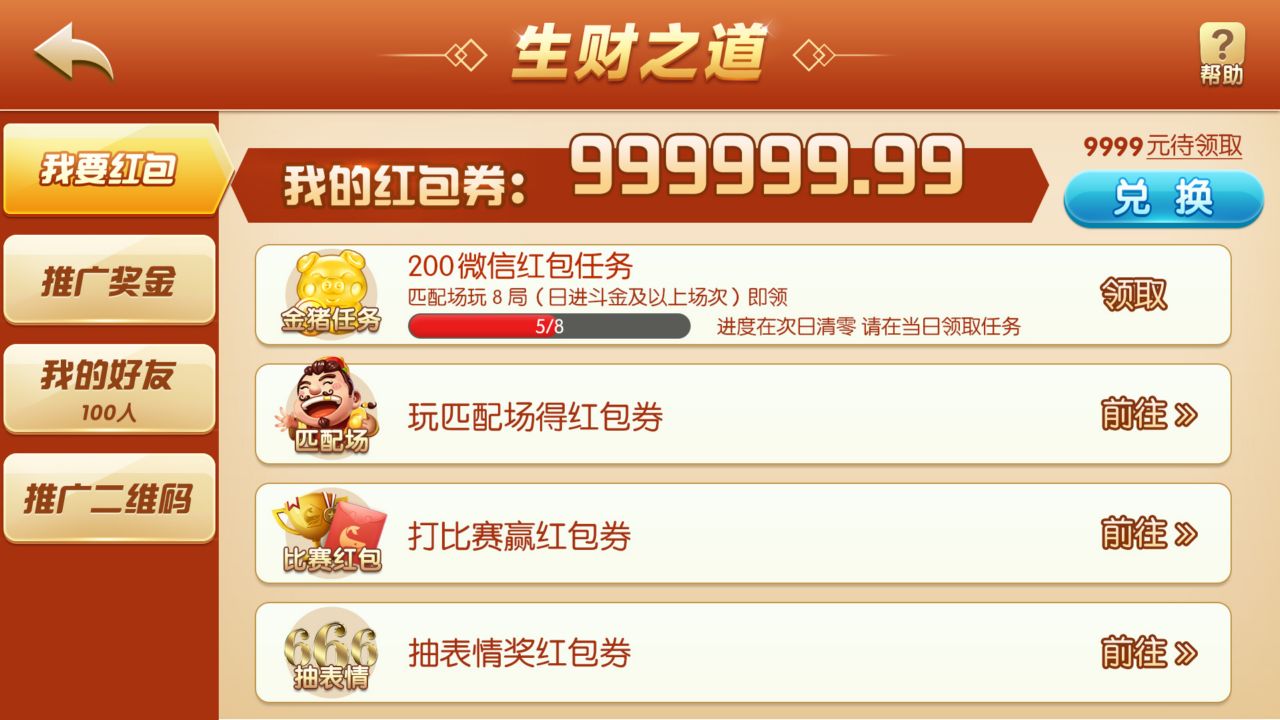 生财之道
?
帮助
我要红包
推广奖金
我的好友
100人
推广二维码
我的红包券:
999999.99
9999元待领取
兑 换
金猪任务
200微信红包任务
匹配场玩 8 局（日进斗金及以上场次）即领
5/8
进度在次日清零 请在当日领取任务
领取
匹配场
玩匹配场得红包券
前往 »
比赛红包
打比赛赢红包券
前往 »
666
抽表情
抽表情奖红包券
前往 »